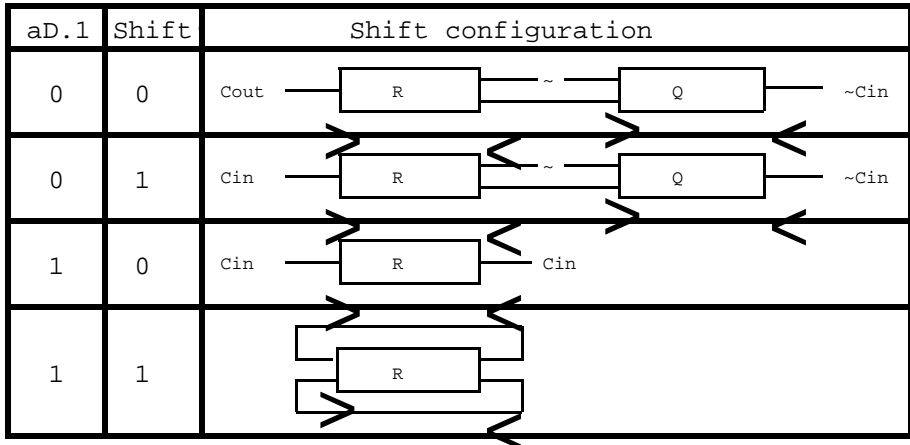 aD.1 Shift Shift configuration
0 0 Cout R ~ Q ~Cin
0 1 Cin R ~ Q ~Cin
1 0 Cin R Cin
1 1 R